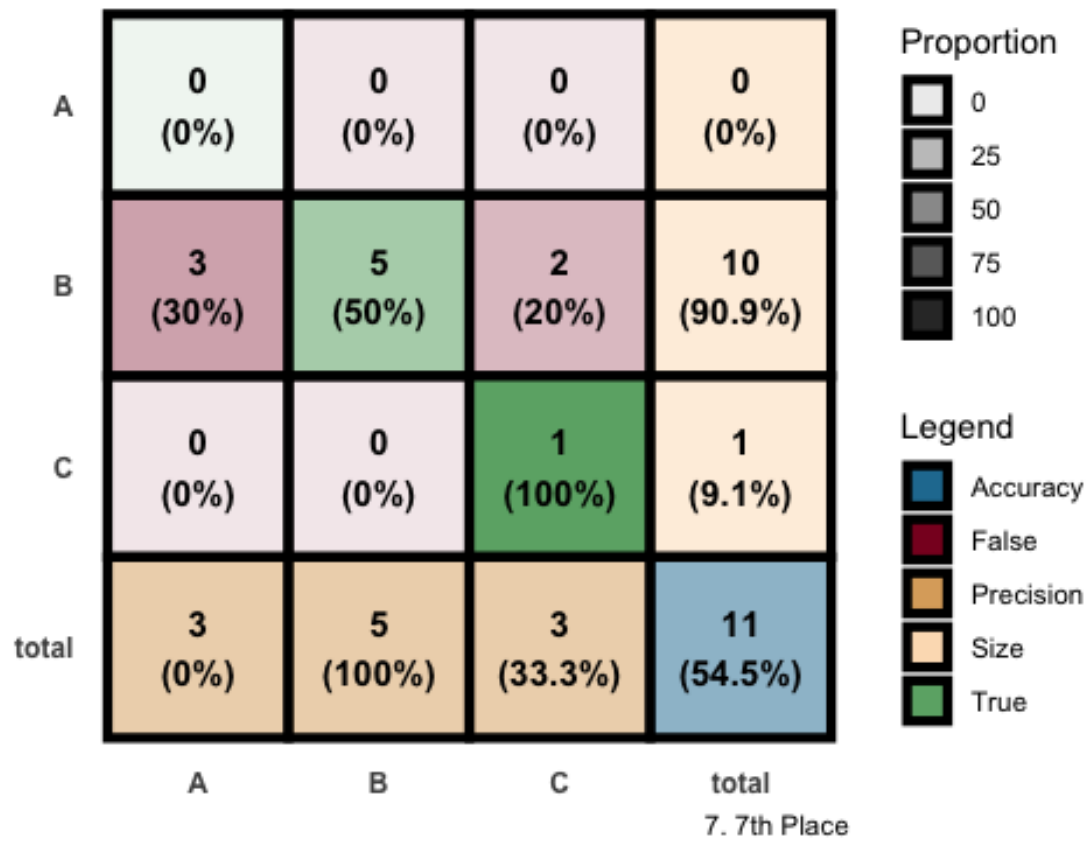 A
0
(0%)
0
(0%)
0
(0%)
0
(0%)
B
3
(30%)
5
(50%)
2
(20%)
10
(90.9%)
C
0
(0%)
0
(0%)
1
(100%)
1
(9.1%)
total
3
(0%)
5
(100%)
3
(33.3%)
11
(54.5%)
A
B
C
total
7. 7th Place
Proportion
0
25
50
75
100
Legend
Accuracy
False
Precision
Size
True